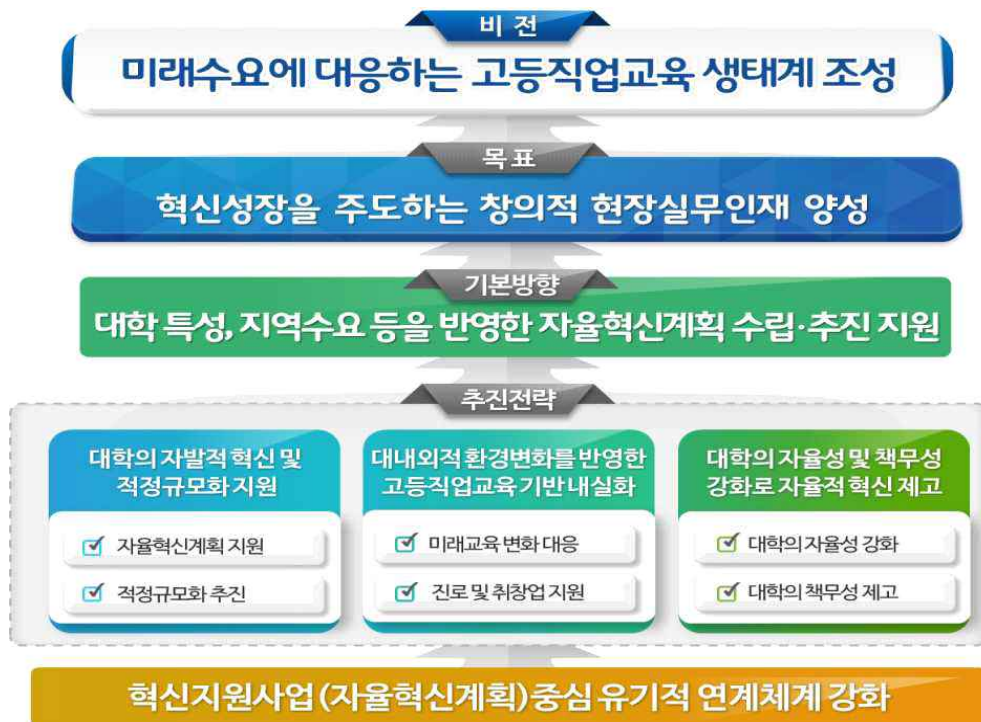 비 전
미래수요에 대응하는 고등직업교육 생태계 조성
목 표
혁신성장을 주도하는 창의적 현장실무인재 양성
기본방향
대학 특성, 지역수요 등을 반영한 자율혁신계획 수립·추진 지원
추진전략
대학의 자발적 혁신 및
적정규모화 지원
자율혁신계획 지원
적정규모화 추진
대내외적 환경변화를 반영한
고등직업교육 기반 내실화
미래교육 변화 대응
진로 및 취창업 지원
대학의 자율성 및 책무성
강화로 자율적 혁신 제고
대학의 자율성 강화
대학의 책무성 제고
혁신지원사업(자율혁신계획)중심 유기적 연계체계 강화